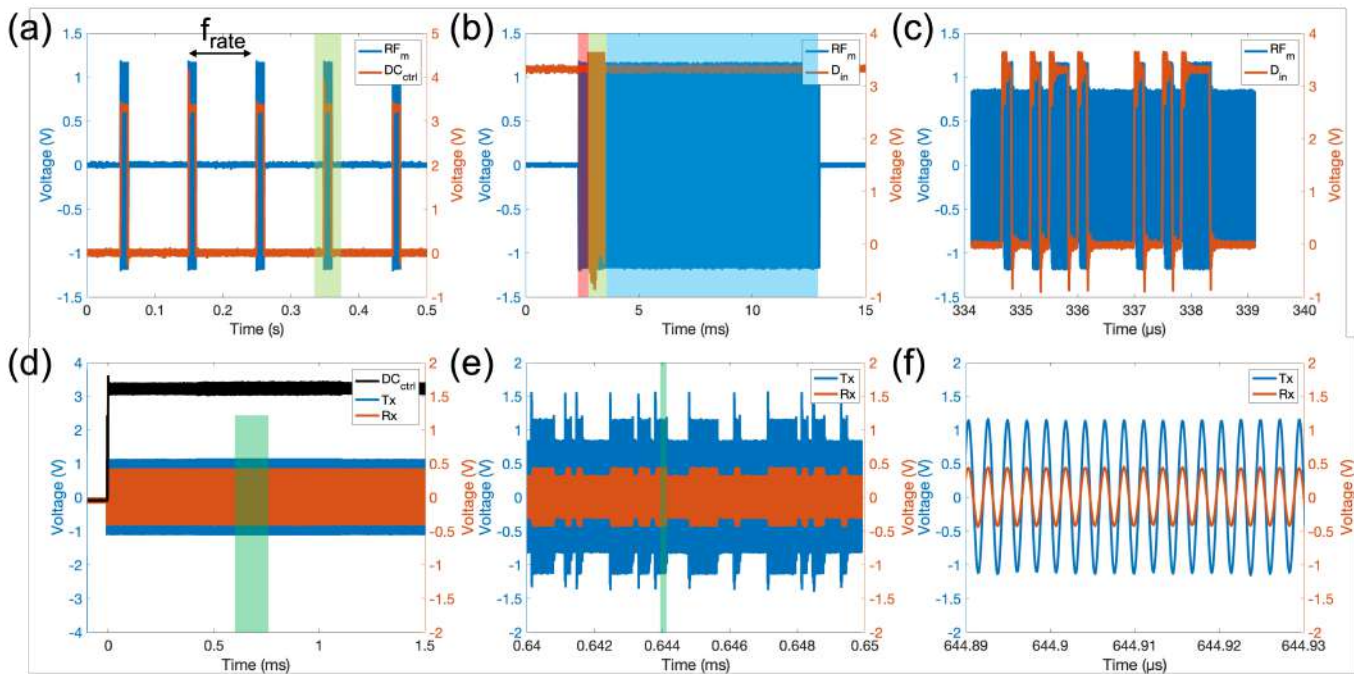 (a)
f_rate
RF_m
DC_ctrl
1.5
1
0.5
0
-0.5
-1
-1.5
Voltage (V)
5
4
3
2
1
0
-1
Voltage (V)
0 0.1 0.2 0.3 0.4 0.5
Time (s)
(b)
RF_m
D_in
1.5
1
0.5
0
-0.5
-1
-1.5
Voltage (V)
4
3
2
1
0
-1
Voltage (V)
0 5 10 15
Time (ms)
(c)
RF_m
D_in
1.5
1
0.5
0
-0.5
-1
-1.5
Voltage (V)
4
3
2
1
0
-1
Voltage (V)
334 335 336 337 338 339 340
Time (μs)
(d)
DC_ctrl
Tx
Rx
4
3
2
1
0
-1
-2
-3
-4
Voltage (V)
2
1.5
1
0.5
0
-0.5
-1
-1.5
-2
Voltage (V)
0 0.5 1 1.5
Time (ms)
(e)
Tx
Rx
2
1.5
1
0.5
0
-0.5
-1
-1.5
-2
Voltage (V)
2
1.5
1
0.5
0
-0.5
-1
-1.5
-2
Voltage (V)
0.64 0.642 0.644 0.646 0.648 0.65
Time (ms)
(f)
Tx
Rx
2
1.5
1
0.5
0
-0.5
-1
-1.5
-2
Voltage (V)
2
1.5
1
0.5
0
-0.5
-1
-1.5
-2
Voltage (V)
644.89 644.9 644.91 644.92 644.93
Time (μs)